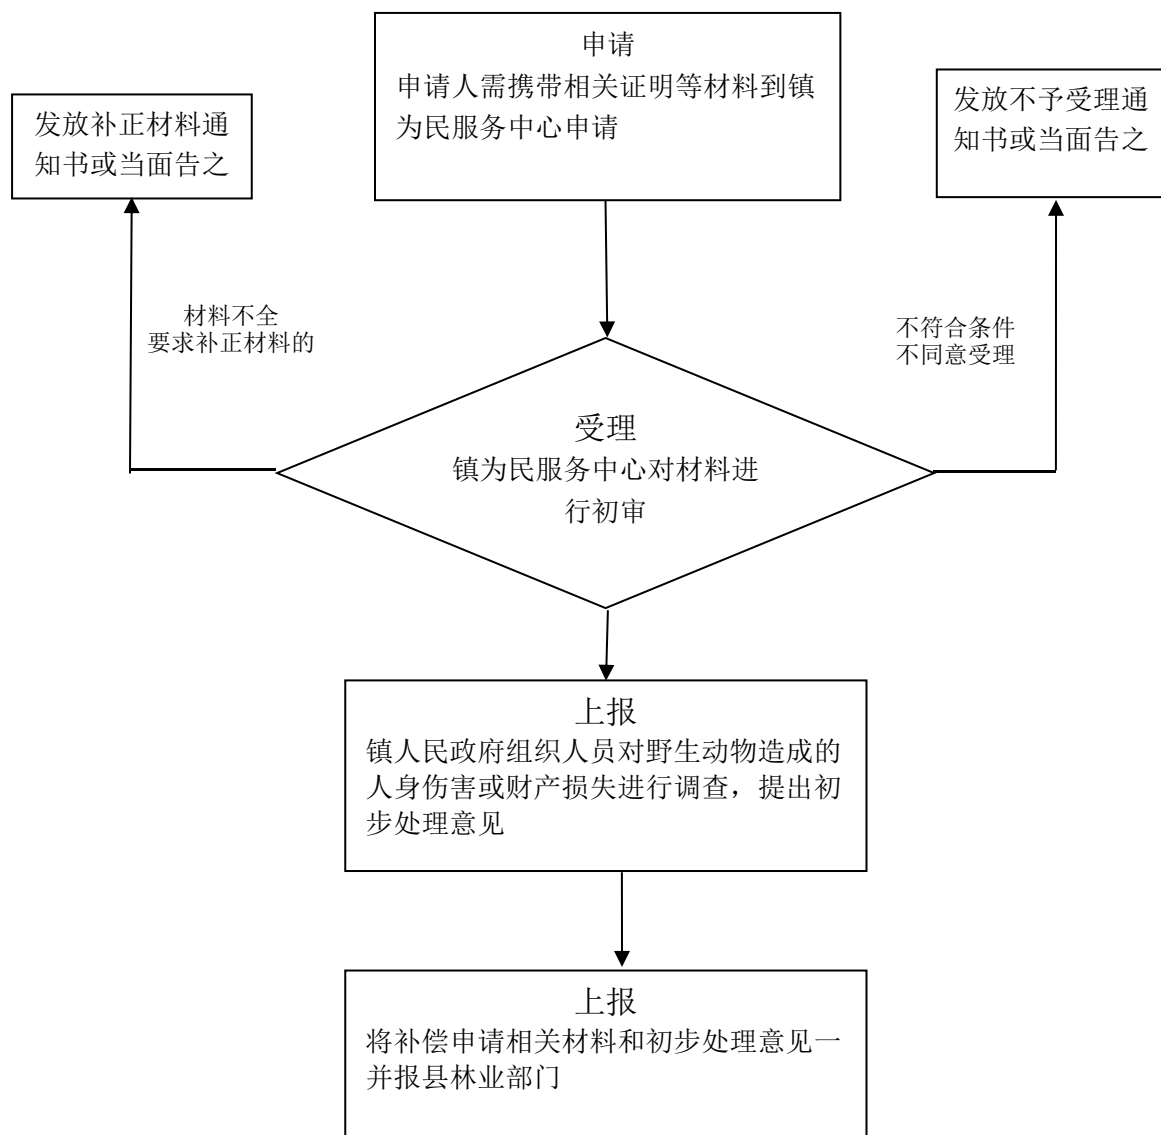 申请
申请人需携带相关证明等材料到镇
为民服务中心申请
发放补正材料通
知书或当面告之
发放不予受理通
知书或当面告之
材料不全
要求补正材料的
不符合条件
不同意受理
受理
镇为民服务中心对材料进
行初审
上报
镇人民政府组织人员对野生动物造成的
人身伤害或财产损失进行调查，提出初
步处理意见
上报
将补偿申请相关材料和初步处理意见一
并报县林业部门